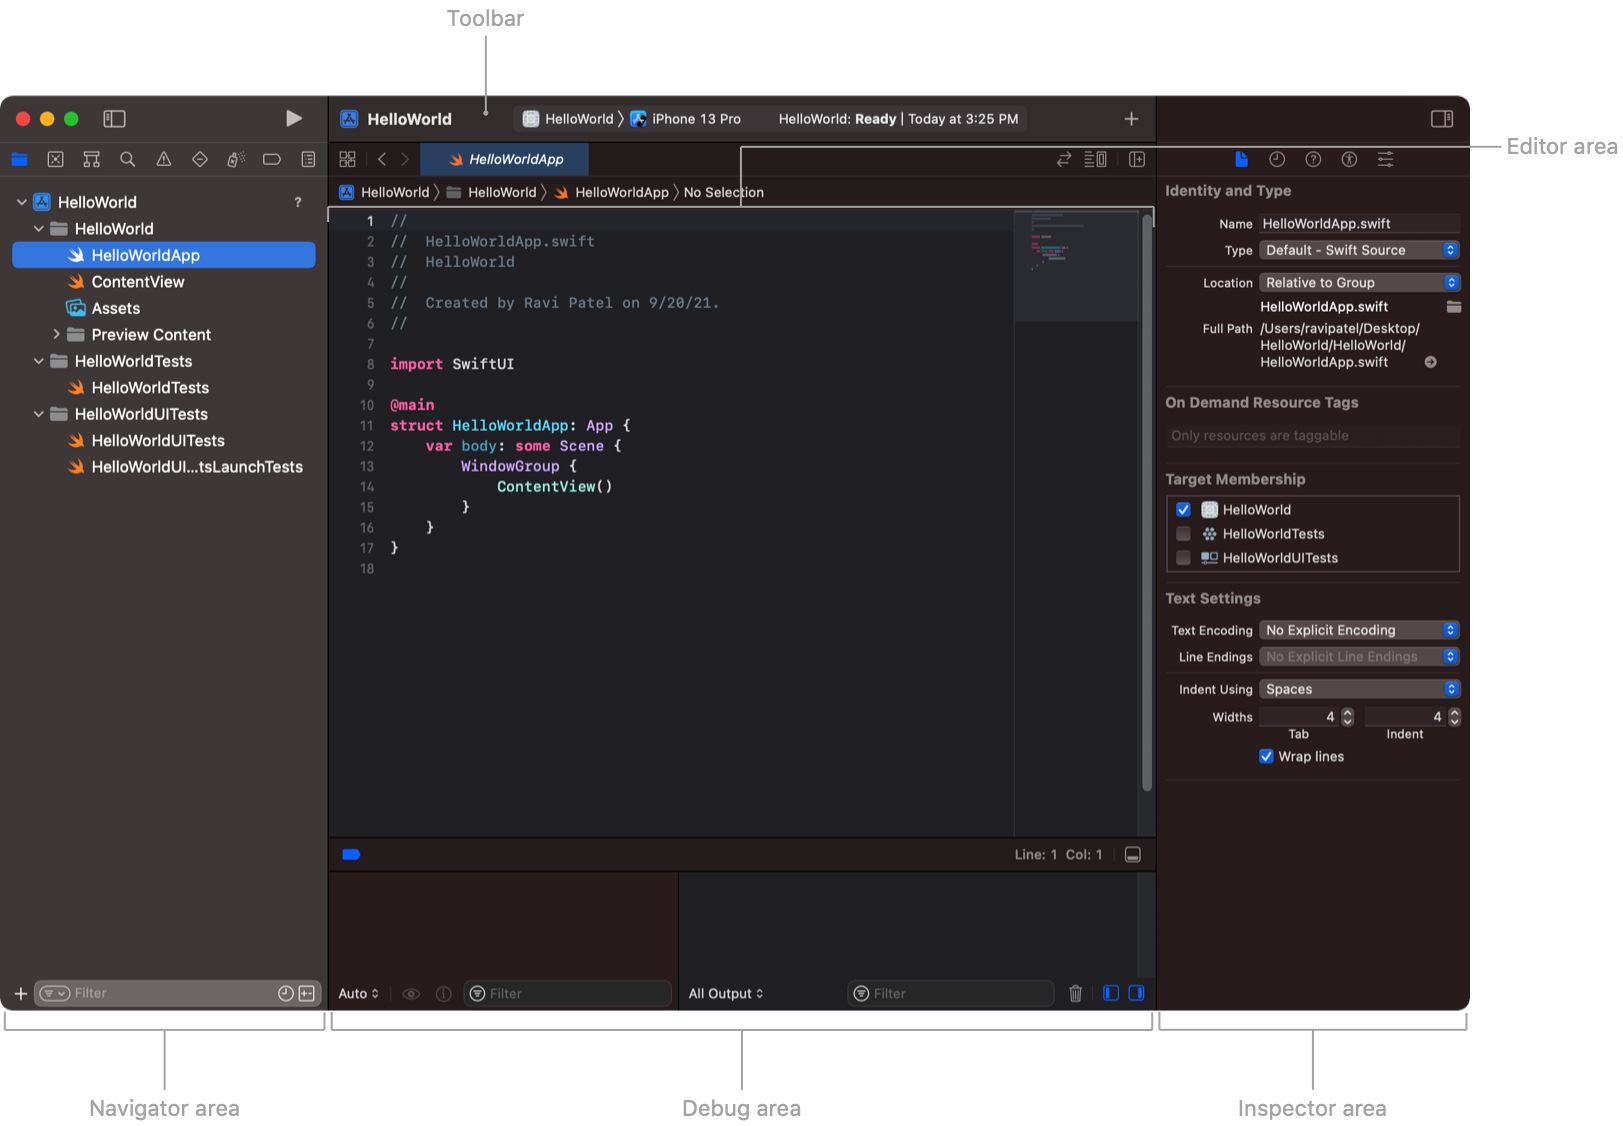 Toolbar
HelloWorld
HelloWorld
iPhone 13 Pro
HelloWorld: Ready | Today at 3:25 PM
Editor area
HelloWorldApp
HelloWorld
HelloWorld
HelloWorldApp
No Selection
HelloWorld ?
HelloWorld
HelloWorldApp
ContentView
Assets
Preview Content
HelloWorldTests
HelloWorldTests
HelloWorldUITests
HelloWorldUITests
HelloWorldUI...tsLaunchTests
Filter
1 //
2 //  HelloWorldApp.swift
3 //  HelloWorld
4 //
5 //  Created by Ravi Patel on 9/20/21.
6 //
7
8 import SwiftUI
9
10 @main
11 struct HelloWorldApp: App {
12     var body: some Scene {
13         WindowGroup {
14             ContentView()
15         }
16     }
17 }
18
Line: 1 Col: 1
Auto
Filter
All Output
Filter
Identity and Type
Name HelloWorldApp.swift
Type Default - Swift Source
Location Relative to Group
HelloWorldApp.swift
Full Path /Users/ravipatel/Desktop/
HelloWorld/HelloWorld/
HelloWorldApp.swift
On Demand Resource Tags
Only resources are taggable
Target Membership
HelloWorld
HelloWorldTests
HelloWorldUITests
Text Settings
Text Encoding No Explicit Encoding
Line Endings No Explicit Line Endings
Indent Using Spaces
Widths 4 4
Tab Indent
Wrap lines
Navigator area
Debug area
Inspector area